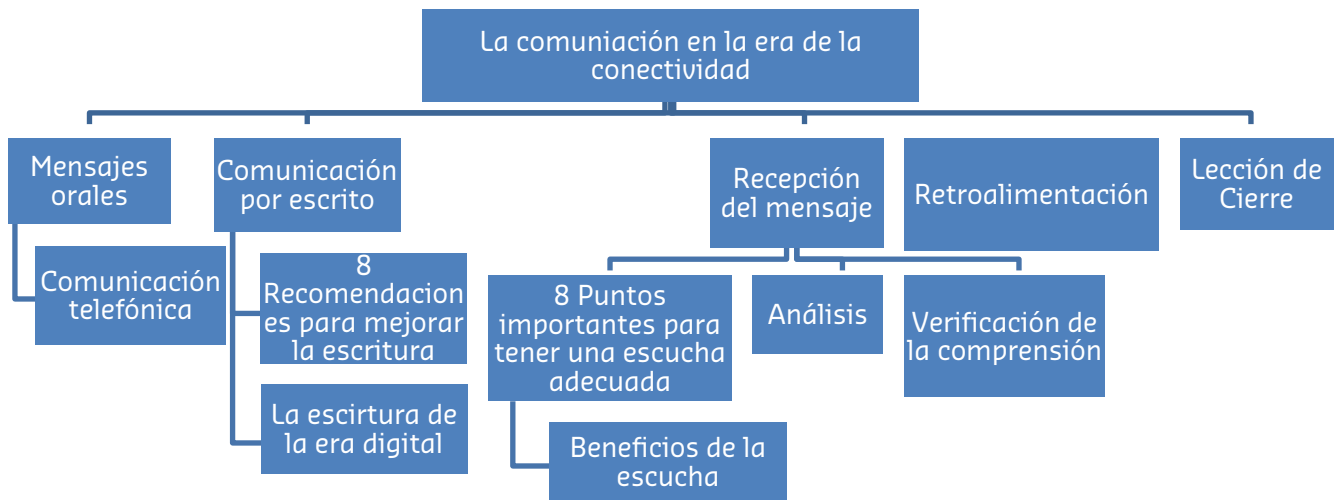 La comuniación en la era de la
conectividad
Mensajes
orales
Comunicación
telefónica
Comunicación
por escrito
8
Recomendacion
es para mejorar
la escritura
La escirtura de
la era digital
Recepción
del mensaje
8 Puntos
importantes para
tener una escucha
adecuada
Beneficios de la
escucha
Análisis
Verificación de
la comprensión
Retroalimentación
Lección de
Cierre